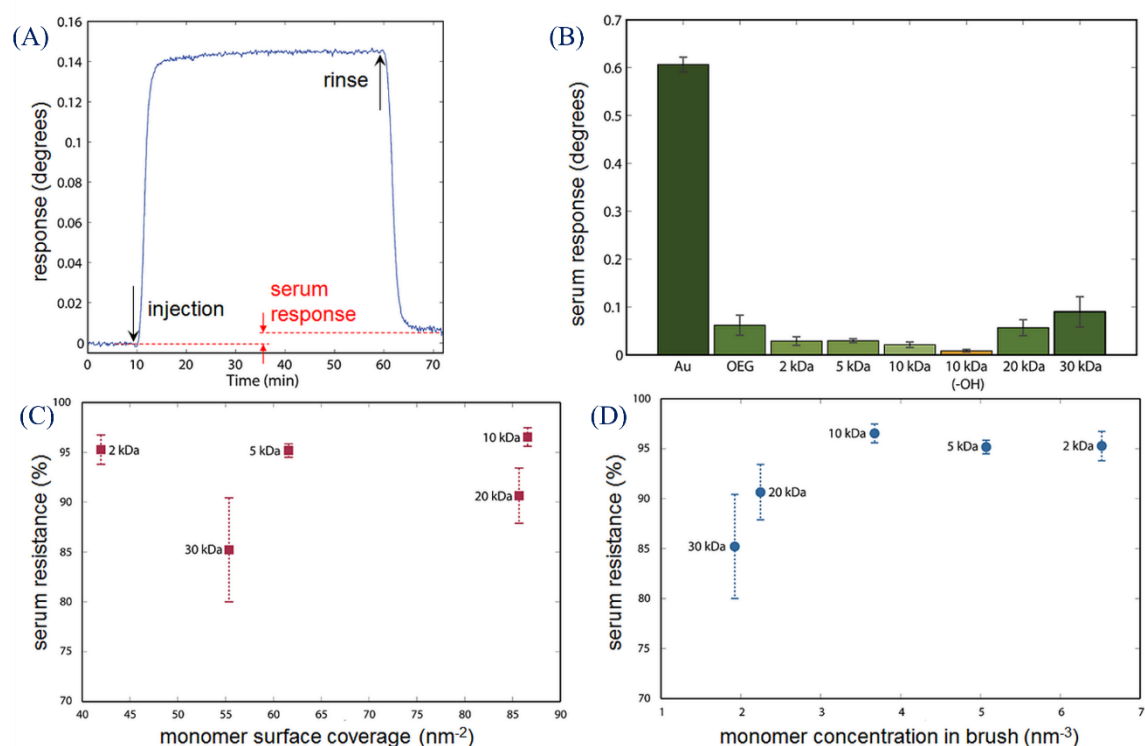 (A)
0.16
0.14
0.12
0.1
0.08
0.06
0.04
0.02
0
response (degrees)
rinse
injection
serum
response
0 10 20 30 40 50 60 70
Time (min)
(B)
0.7
0.6
0.5
0.4
0.3
0.2
0.1
0
serum response (degrees)
Au OEG 2 kDa 5 kDa 10 kDa 10 kDa 20 kDa 30 kDa
(-OH)
(C)
100
95
90
85
80
75
70
serum resistance (%)
10 kDa
2 kDa
5 kDa
20 kDa
30 kDa
40 45 50 55 60 65 70 75 80 85 90
monomer surface coverage (nm-2)
(D)
100
95
90
85
80
75
70
serum resistance (%)
10 kDa
5 kDa
2 kDa
20 kDa
30 kDa
1 2 3 4 5 6 7
monomer concentration in brush (nm-3)